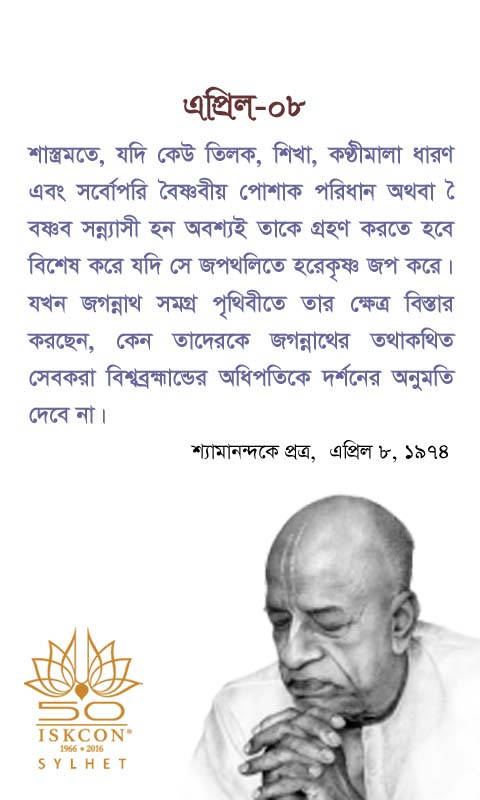 এপ্রিল-০৮
শাস্ত্রমতে, যদি কেউ তিলক, শিখা, কণ্ঠীমালা ধারণ
এবং সর্বোপরি বৈষ্ণবীয় পোশাক পরিধান অথবা ৈ
বষ্ণব সন্ন্যাসী হন অবশ্যই তাকে গ্রহণ করতে হবে
বিশেষ করে যদি সে জপথলিতে হরেকৃষ্ণ জপ করে।
যখন জগন্নাথ সমগ্র পৃথিবীতে তার ক্ষেত্র বিস্তার
করছেন, কেন তাদেরকে জগন্নাথের তথাকথিত
সেবকরা বিশ্বব্রহ্মান্ডের অধিপতিকে দর্শনের অনুমতি
দেবে না।
শ্যামানন্দকে প্রত্র, এপ্রিল ৮, ১৯৭৪
50
ISKCON®
1966 • 2016
SYLHET